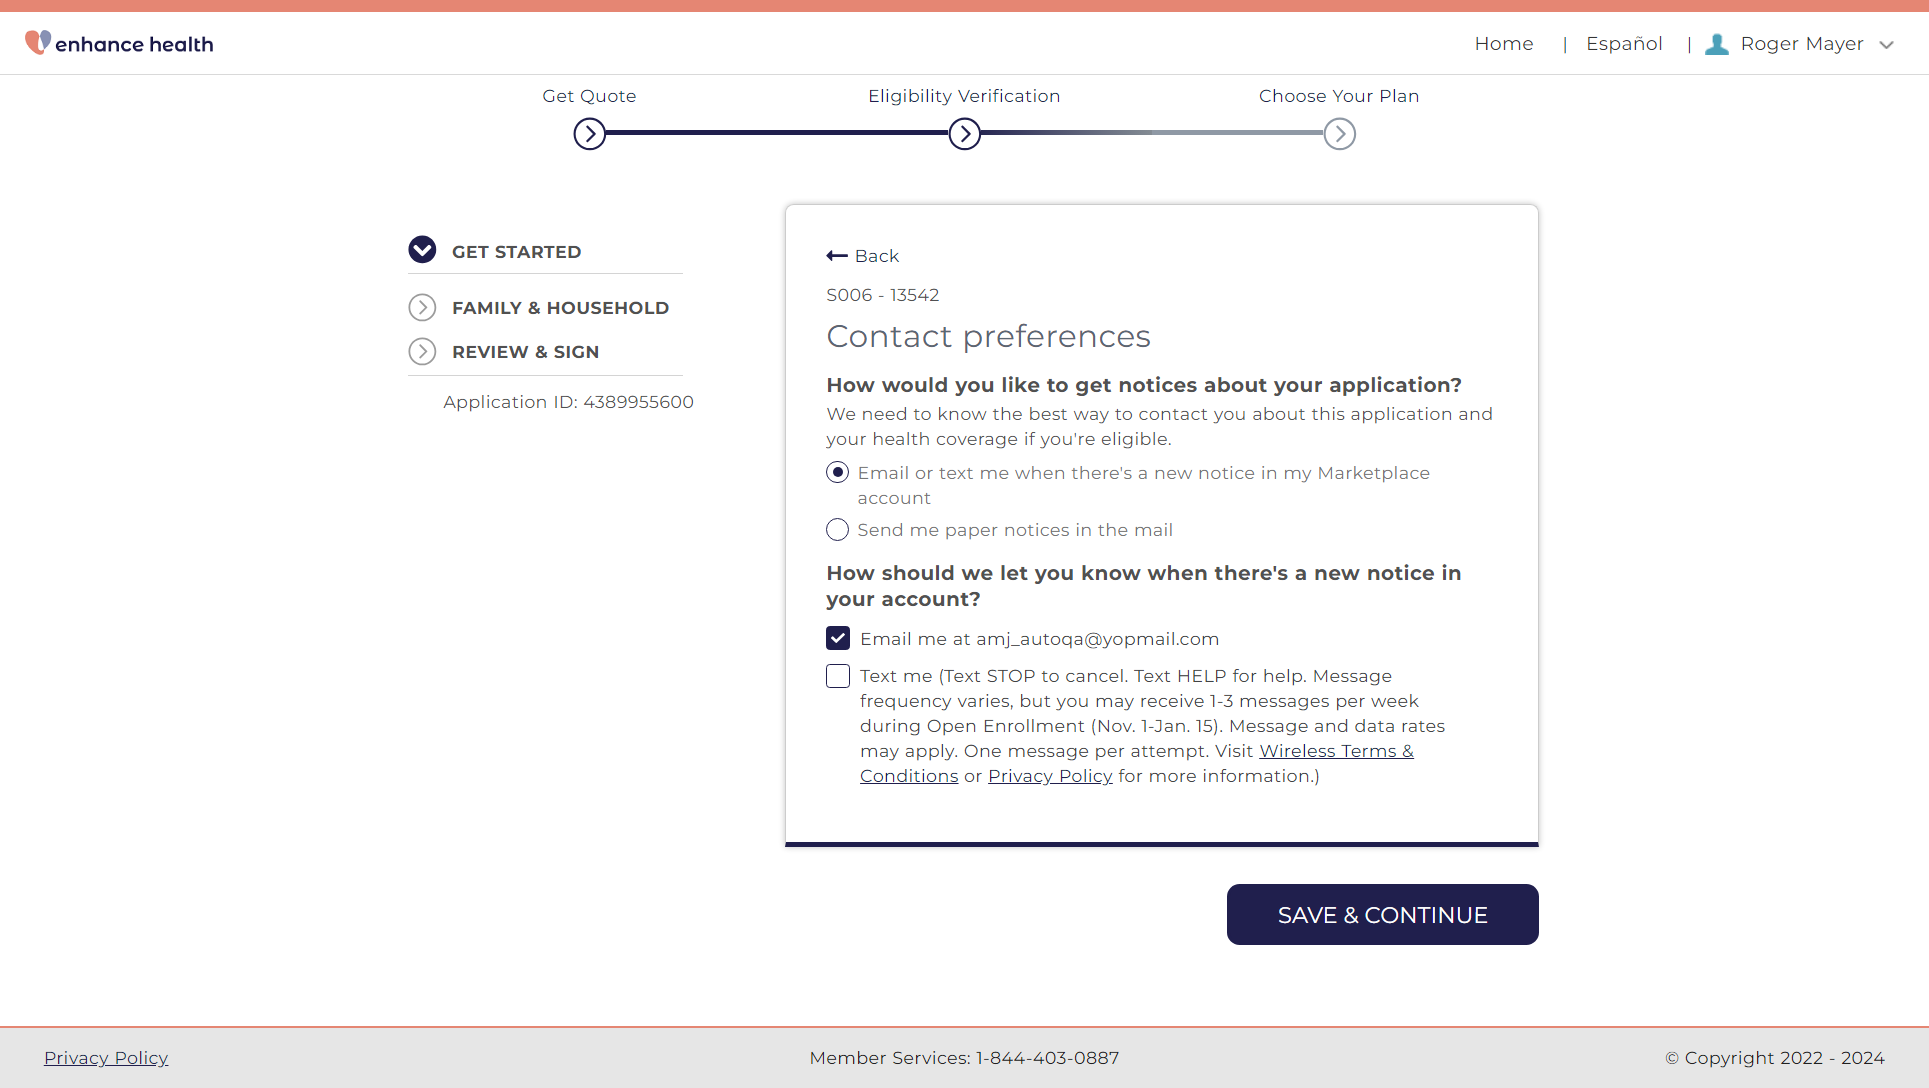 enhance health
Home | Español | Roger Mayer
Get Quote
Eligibility Verification
Choose Your Plan
GET STARTED
FAMILY & HOUSEHOLD
REVIEW & SIGN
Application ID: 4389955600
Back
S006 - 13542
Contact preferences
How would you like to get notices about your application?
We need to know the best way to contact you about this application and
your health coverage if you're eligible.
Email or text me when there's a new notice in my Marketplace
account
Send me paper notices in the mail
How should we let you know when there's a new notice in
your account?
Email me at amj_autoqa@yopmail.com
Text me (Text STOP to cancel. Text HELP for help. Message
frequency varies, but you may receive 1-3 messages per week
during Open Enrollment (Nov. 1-Jan. 15). Message and data rates
may apply. One message per attempt. Visit Wireless Terms &
Conditions or Privacy Policy for more information.)
SAVE & CONTINUE
Privacy Policy
Member Services: 1-844-403-0887
© Copyright 2022 - 2024